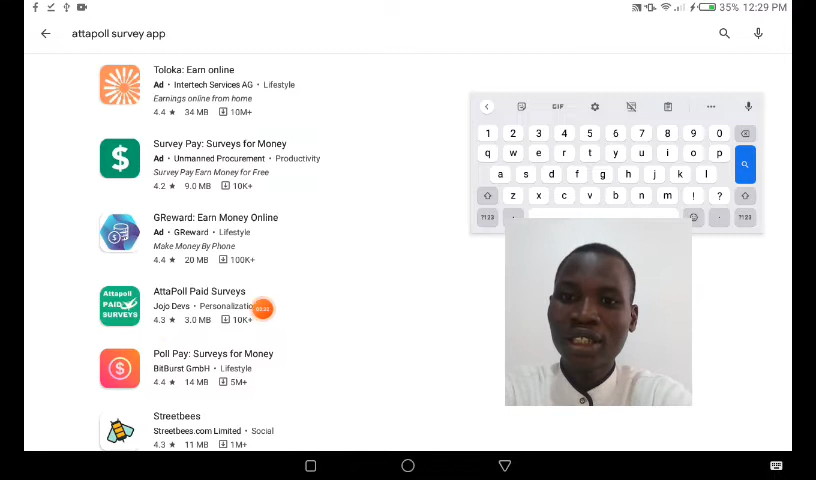 35% 12:29 PM
attapoll survey app
Toloka: Earn online
Ad • Intertech Services AG • Lifestyle
Earnings online from home
4.4 ★ 34 MB 10M+
Survey Pay: Surveys for Money
Ad • Unmanned Procurement • Productivity
Survey Pay Earn Money for Free
4.2 ★ 9.0 MB 10K+
GReward: Earn Money Online
Ad • GReward • Lifestyle
Make Money By Phone
4.4 ★ 20 MB 100K+
Attapoll
PAID
SURVEYS
AttaPoll Paid Surveys
Jojo Devs •
4.3 ★ 3.0 MB 10K+
Poll Pay: Surveys for Money
BitBurst GmbH • Lifestyle
4.4 ★ 14 MB 5M+
Streetbees
Streetbees.com Limited • Social
4.3 ★ 11 MB 1M+
GIF
1 2 3 4 5 6 7 8 9 0
q w e r t y u i o p
a s d f g h j k l
z x c v b n m ! ?
?123 , . ?123